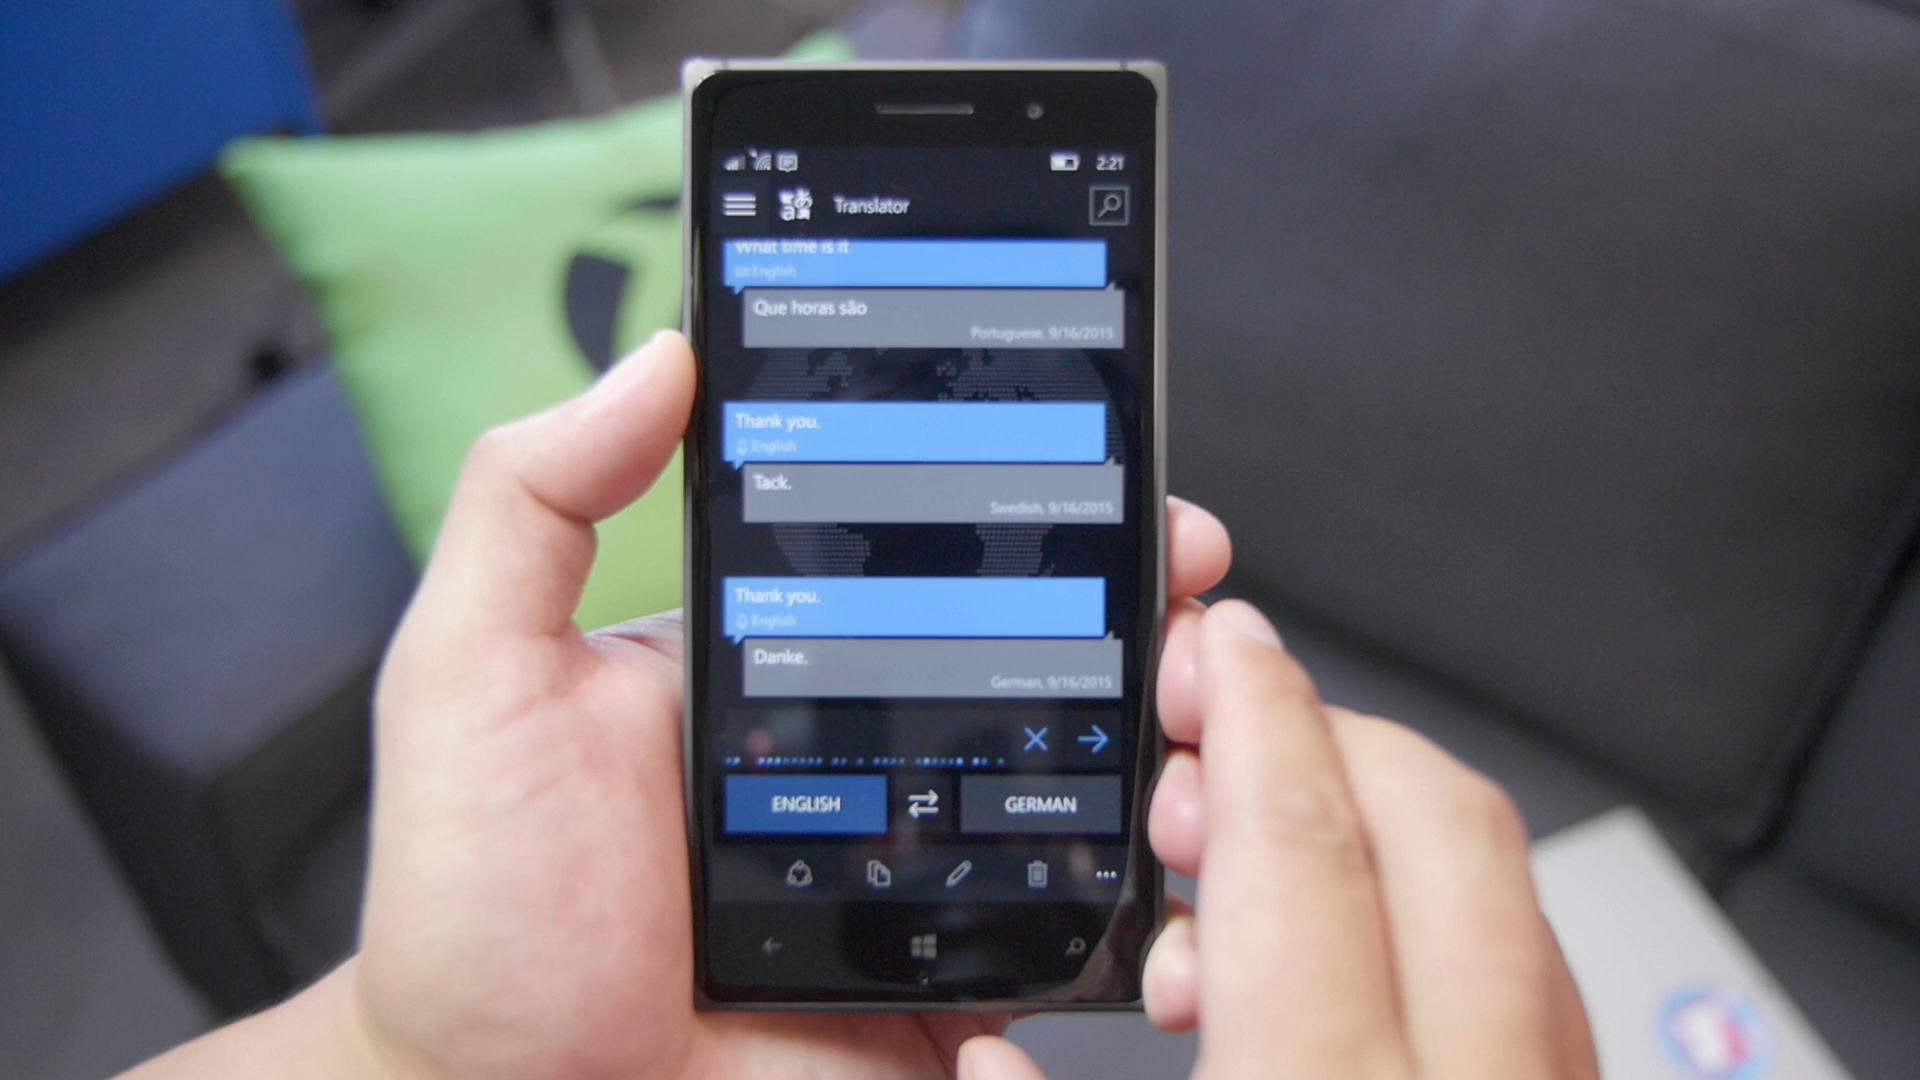 2:21
Translator
What time is it
English
Que horas são
Portuguese, 9/16/2015
Thank you.
English
Tack.
Swedish, 9/16/2015
Thank you.
English
Danke.
German, 9/16/2015
ENGLISH
GERMAN